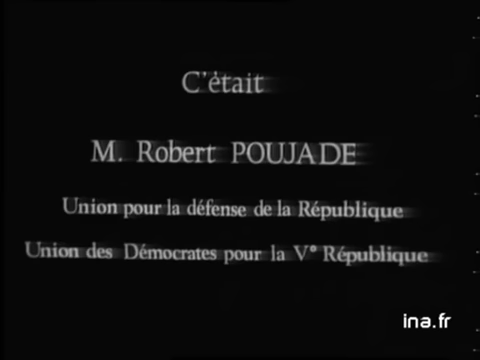 C'était
M. Robert POUJADE
Union pour la défense de la République
Union des Démocrates pour la V° République
ina.fr